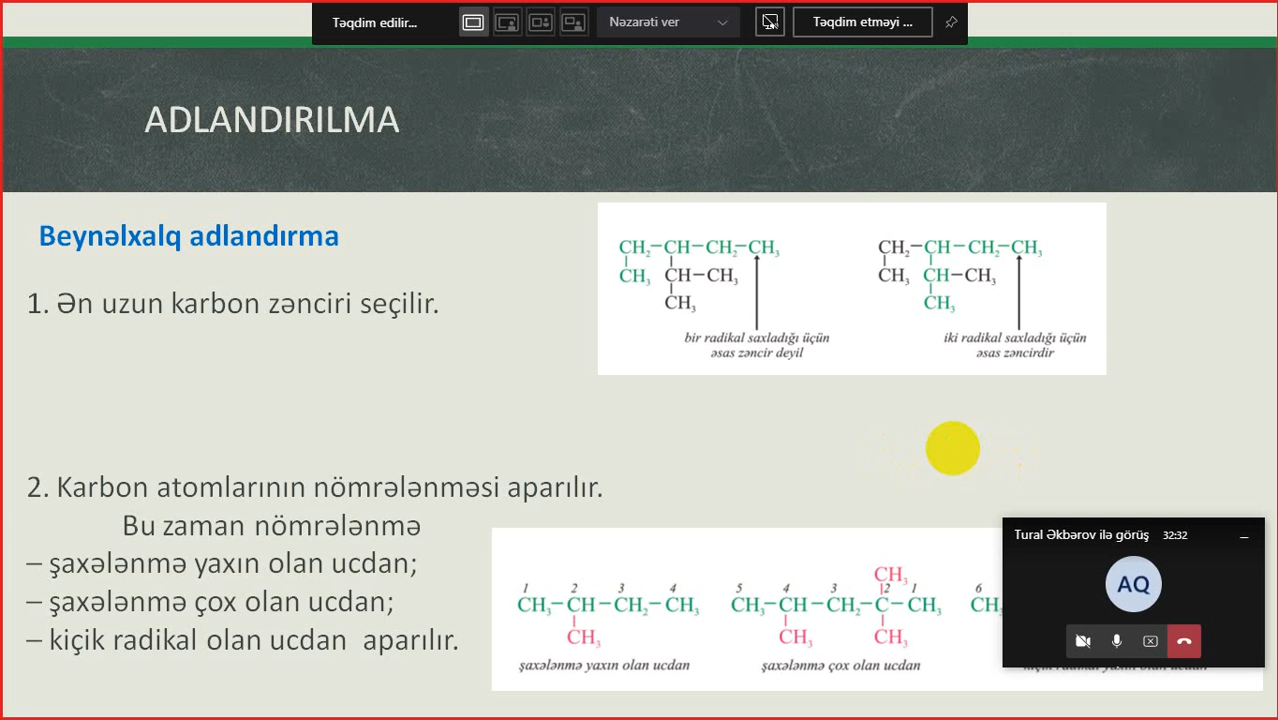 Təqdim edilir... Nəzarəti ver Təqdim etməyi ...
ADLANDIRILMA
Beynəlxalq adlandırma
1. Ən uzun karbon zənciri seçilir.
CH₂–CH–CH₂–CH₃
CH₃ CH–CH₃
CH₃
bir radikal saxladığı üçün
əsas zəncir deyil
CH₂–CH–CH₂–CH₃
CH₃ CH–CH₃
CH₃
iki radikal saxladığı üçün
əsas zəncirdir
2. Karbon atomlarının nömrələnməsi aparılır.
Bu zaman nömrələnmə
– şaxələnmə yaxın olan ucdan;
– şaxələnmə çox olan ucdan;
– kiçik radikal olan ucdan aparılır.
1 2 3 4
CH₃–CH–CH₂–CH₃
CH₃
şaxələnmə yaxın olan ucdan
CH₃
5 4 3 2 1
CH₃–CH–CH₂–C–CH₃
CH₃ CH₃
şaxələnmə çox olan ucdan
6
CH₃
Tural Əkbərov ilə görüş 32:32
AQ